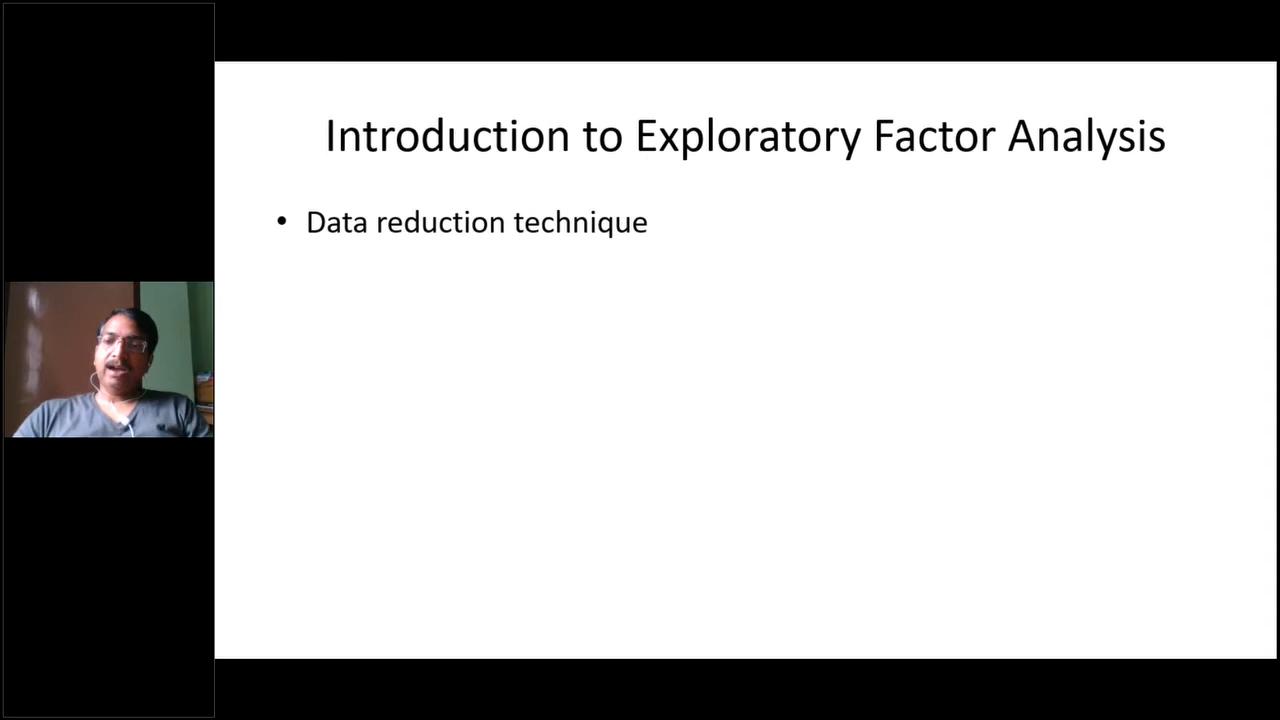 Introduction to Exploratory Factor Analysis
• Data reduction technique